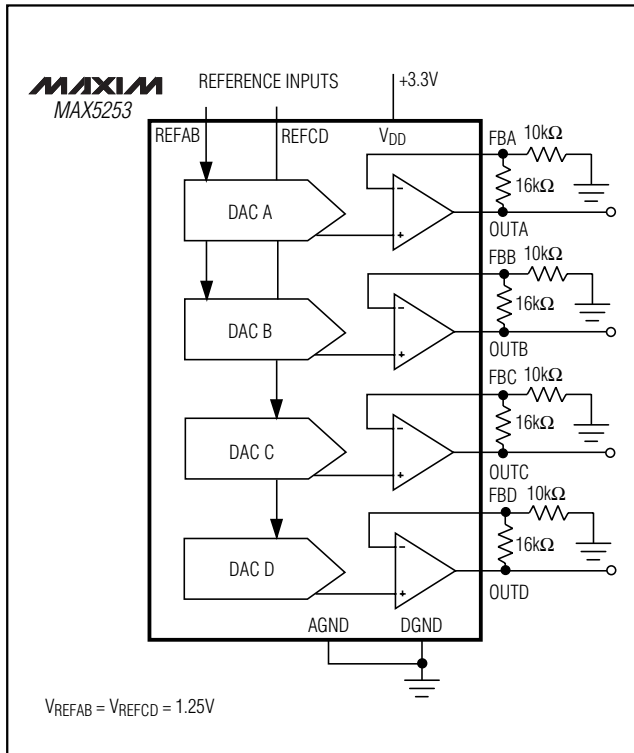 MAXIM
MAX5253
REFERENCE INPUTS
+3.3V
REFAB
REFCD
VDD
FBA
10kΩ
16kΩ
DAC A
OUTA
FBB
10kΩ
16kΩ
DAC B
OUTB
FBC
10kΩ
16kΩ
DAC C
OUTC
FBD
10kΩ
16kΩ
DAC D
OUTD
AGND
DGND
VREFAB = VREFCD = 1.25V